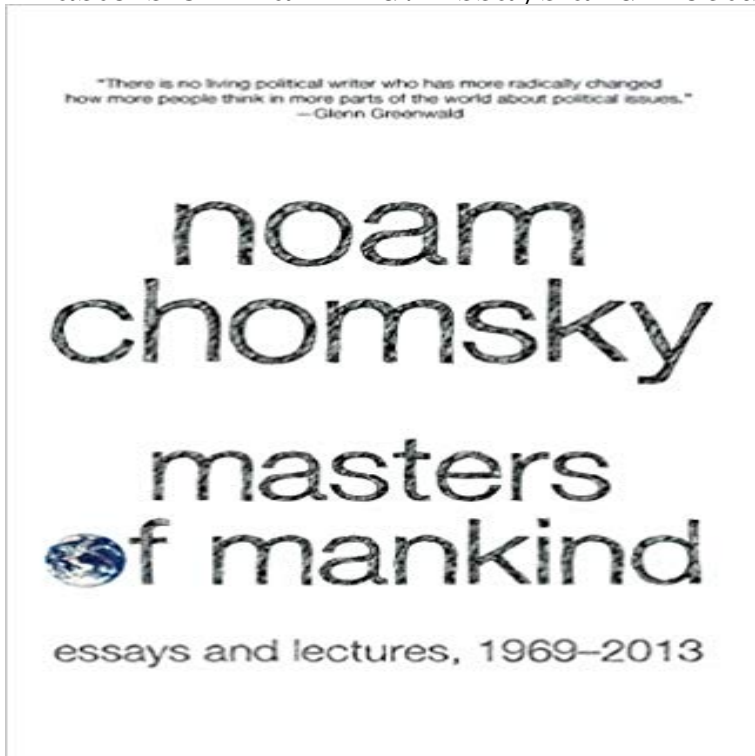 "There is no living political writer who has more radically changed
how more people think in more parts of the world about political issues."
—Glenn Greenwald
noam
chomsky
masters
of mankind
essays and lectures, 1969–2013